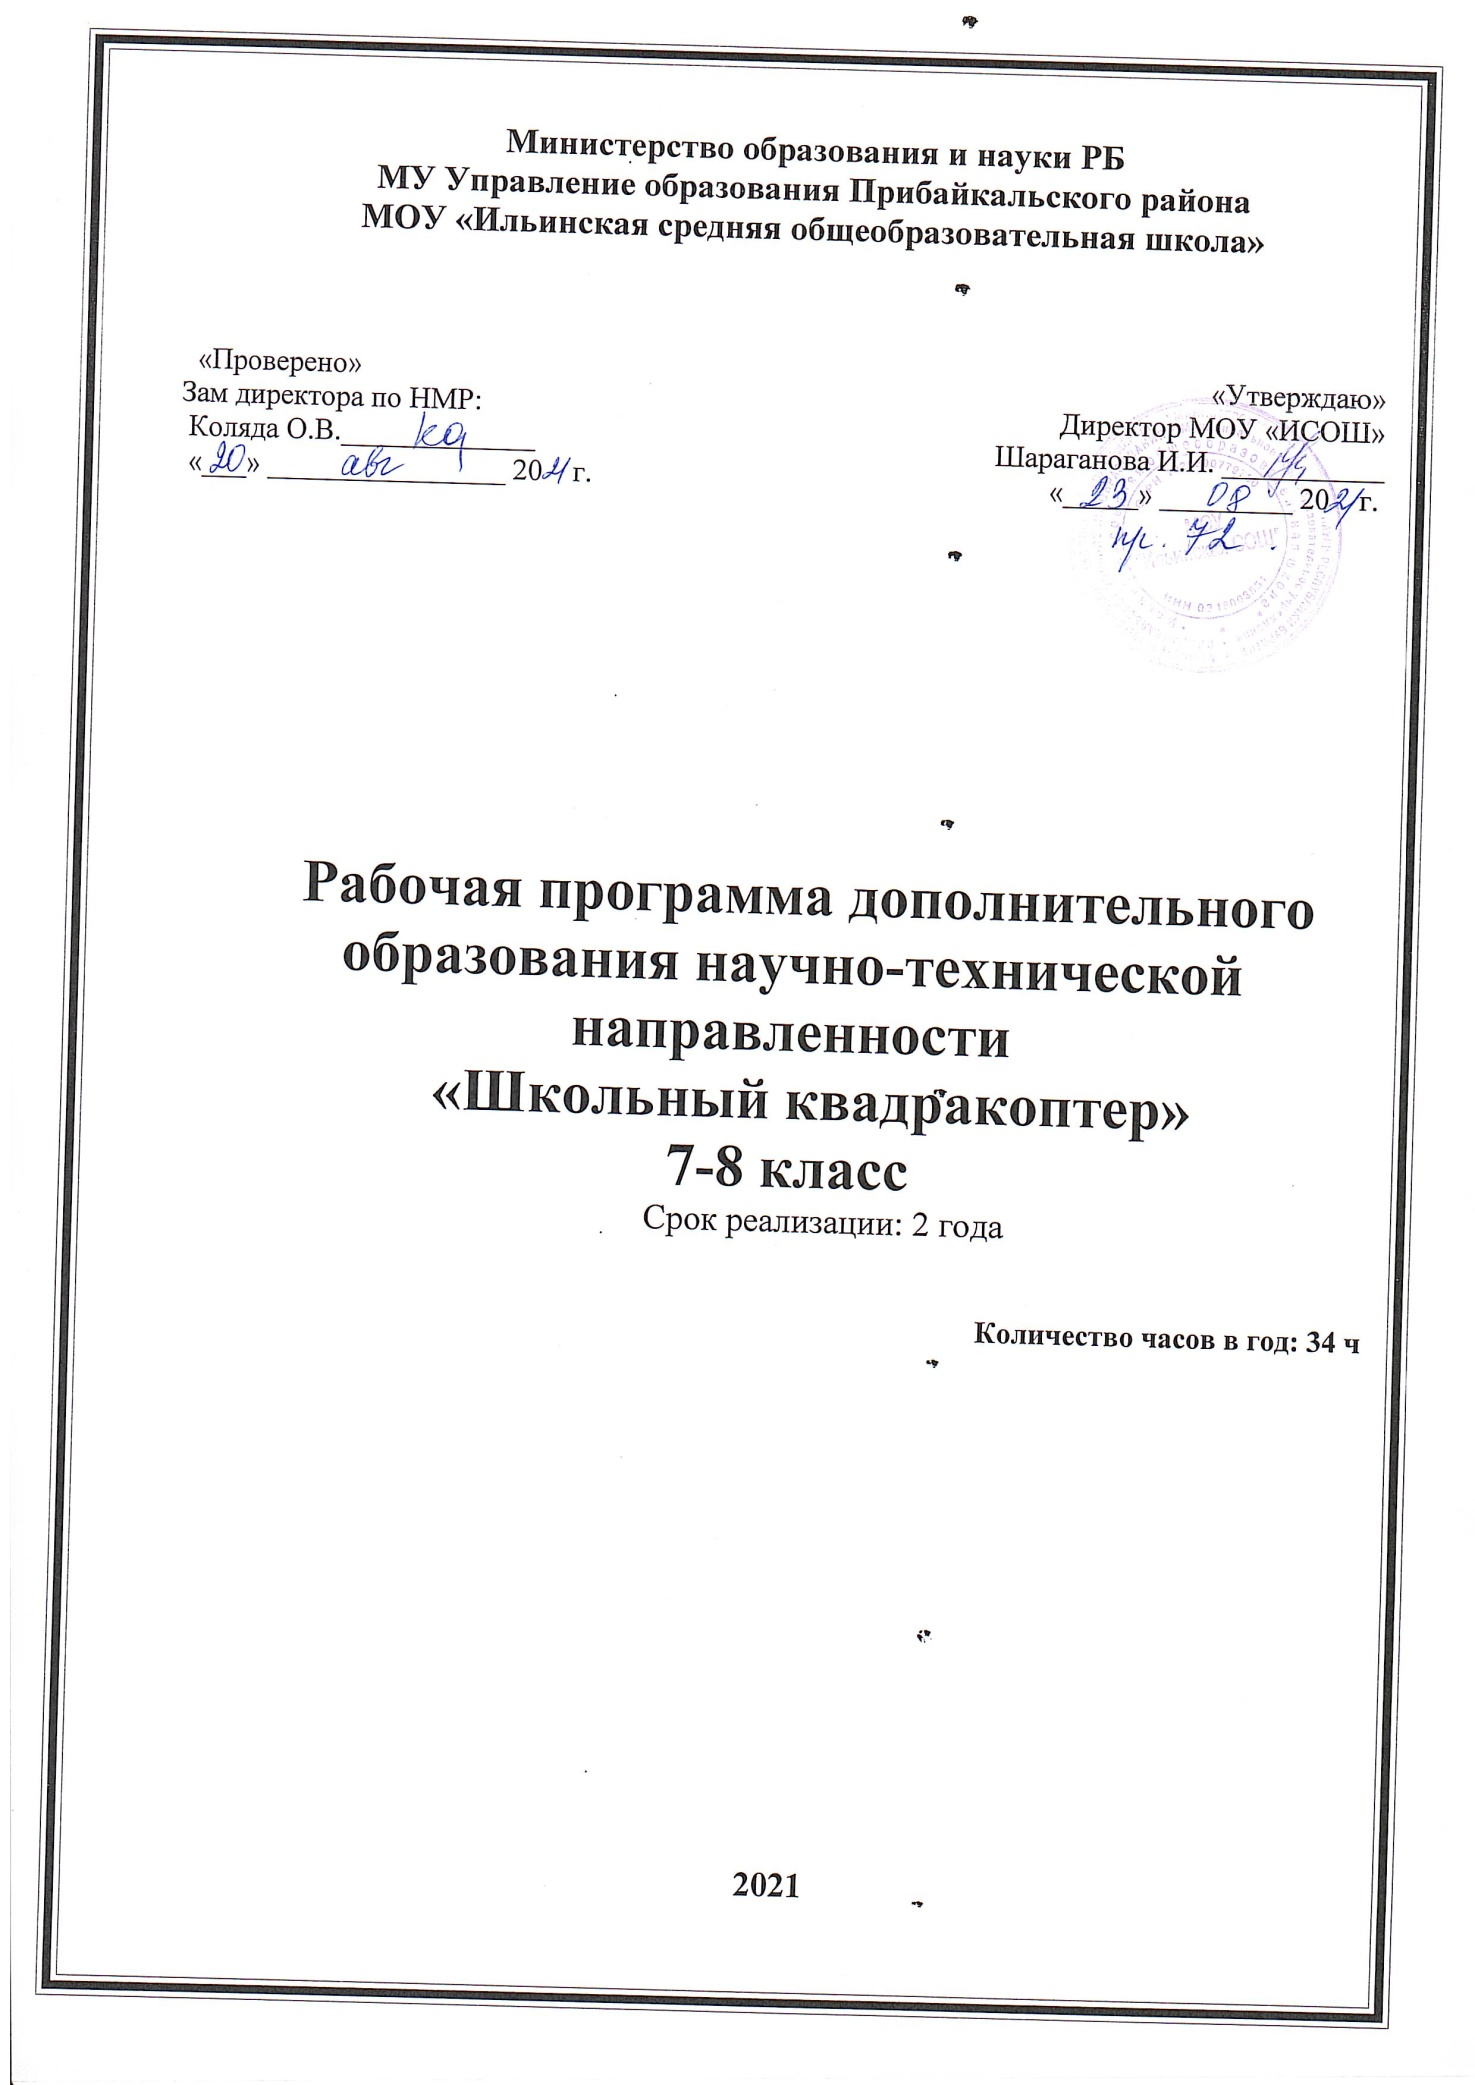 Министерство образования и науки РБ
МУ Управление образования Прибайкальского района
МОУ «Ильинская средняя общеобразовательная школа»
«Проверено»
Зам директора по НМР:
Коляда О.В.
«20» авг 2021 г.
«Утверждаю»
Директор МОУ «ИСОШ»
Шараганова И.И.
«23» 08 2021 г.
пр. 72
Рабочая программа дополнительного
образования научно-технической
направленности
«Школьный квадракоптер»
7-8 класс
Срок реализации: 2 года
Количество часов в год: 34 ч
2021